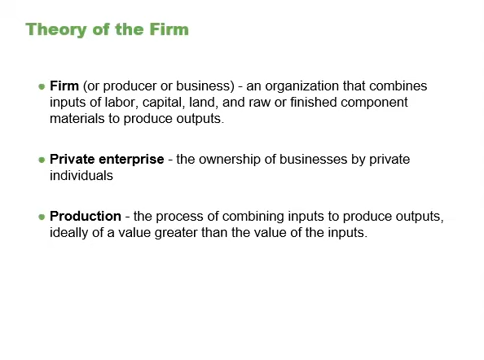 Theory of the Firm
● Firm (or producer or business) - an organization that combines
inputs of labor, capital, land, and raw or finished component
materials to produce outputs.
● Private enterprise - the ownership of businesses by private
individuals
● Production - the process of combining inputs to produce outputs,
ideally of a value greater than the value of the inputs.